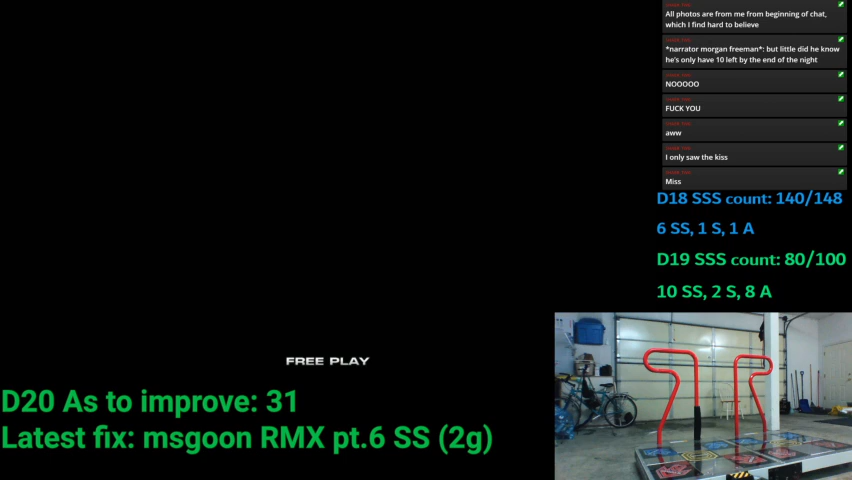 All photos are from me from beginning of chat,
which I find hard to believe
*narrator morgan freeman*: but little did he know
he's only have 10 left by the end of the night
NOOOOO
FUCK YOU
aww
I only saw the kiss
Miss
D18 SSS count: 140/148
6 SS, 1 S, 1 A
D19 SSS count: 80/100
10 SS, 2 S, 8 A
FREE PLAY
D20 As to improve: 31
Latest fix: msgoon RMX pt.6 SS (2g)